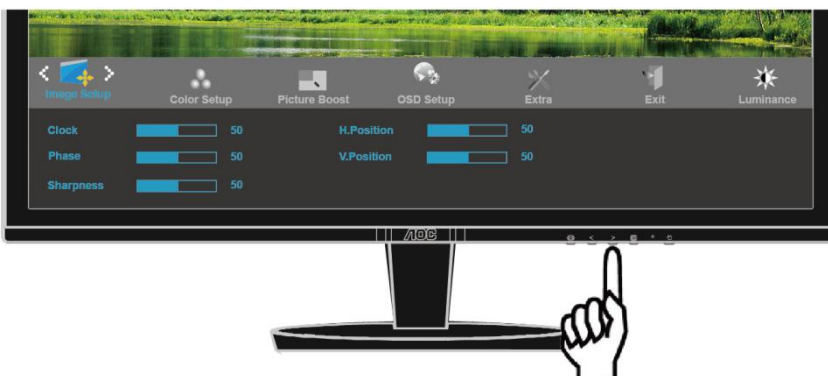 < >
Image Setup Color Setup Picture Boost OSD Setup Extra Exit Luminance
Clock 50 H.Position 50
Phase 50 V.Position 50
Sharpness 50
AOC